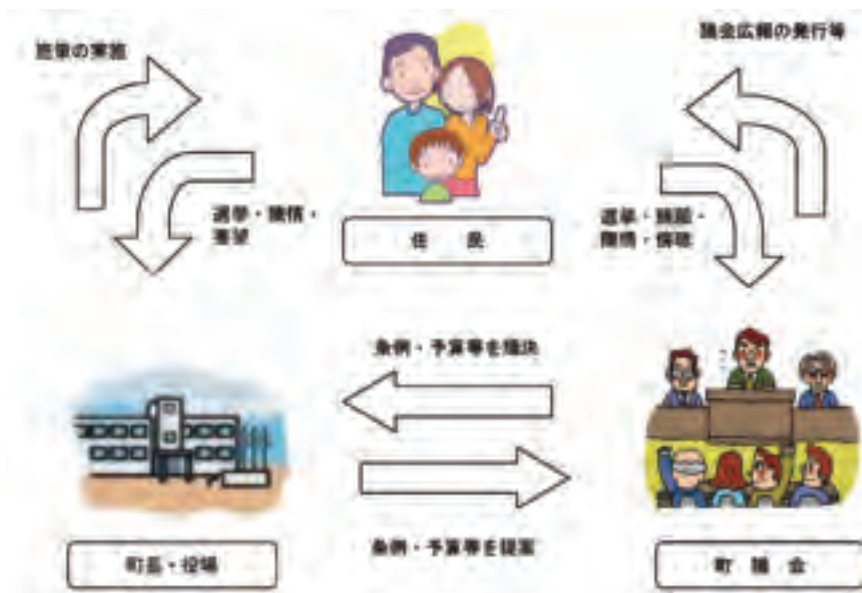 施策の実施
議会広報の発行等
選挙・陳情・
要望
住 民
選挙・請願・
陳情・傍聴
条例・予算等を議決
条例・予算等を提案
町長・役場
町 議 会